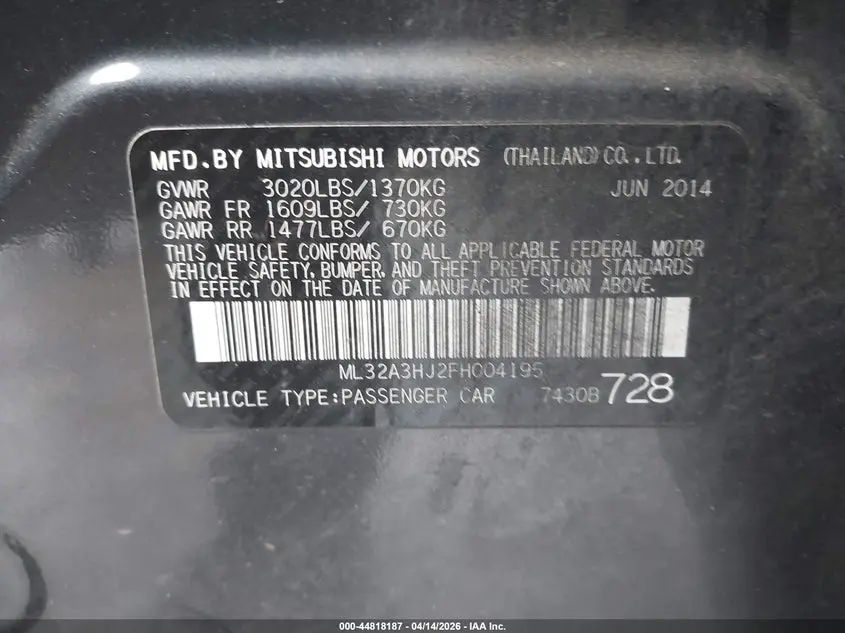 MFD.BY MITSUBISHI MOTORS (THAILAND) CO.,LTD.
GVWR 3020LBS/1370KG JUN 2014
GAWR FR 1609LBS/ 730KG
GAWR RR 1477LBS/ 670KG
THIS VEHICLE CONFORMS TO ALL APPLICABLE FEDERAL MOTOR
VEHICLE SAFETY, BUMPER, AND THEFT PREVENTION STANDARDS
IN EFFECT ON THE DATE OF MANUFACTURE SHOWN ABOVE.
ML32A3HJ2FH004195
VEHICLE TYPE:PASSENGER CAR 7430B 728
000-44818187 | 04/14/2026 | IAA Inc.